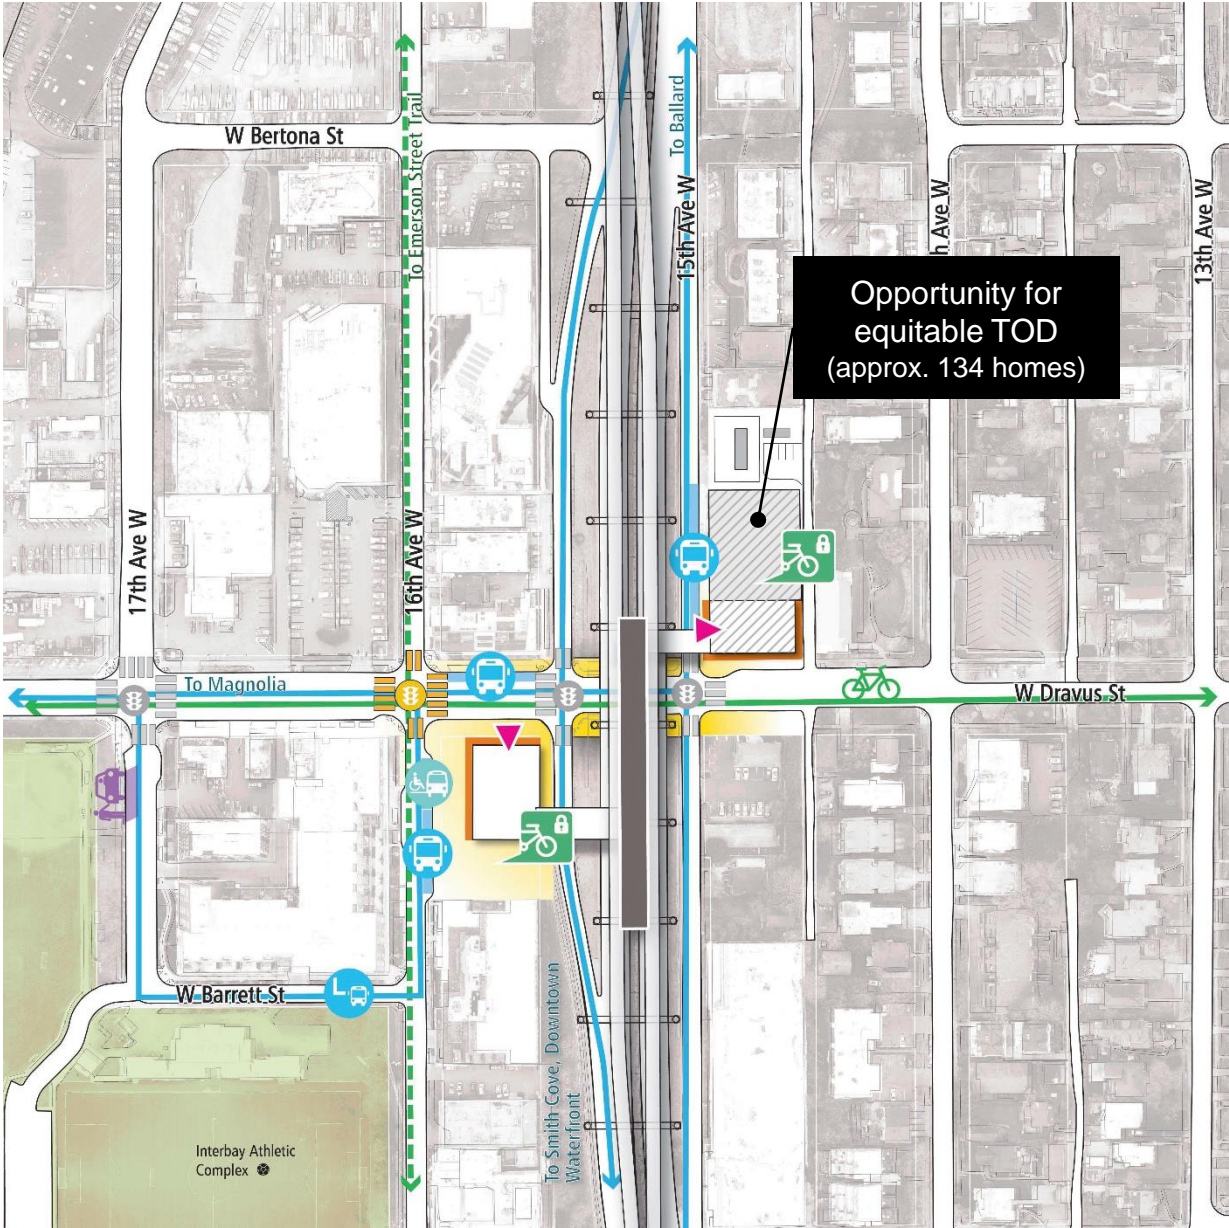 W Bertona St
To Emerson Street Trail
To Ballard
15th Ave W
h Ave W
13th Ave W
Opportunity for
equitable TOD
(approx. 134 homes)
17th Ave W
16th Ave W
To Magnolia
W Dravus St
L
W Barrett St
To Smith Cove, Downtown
Waterfront
Interbay Athletic
Complex